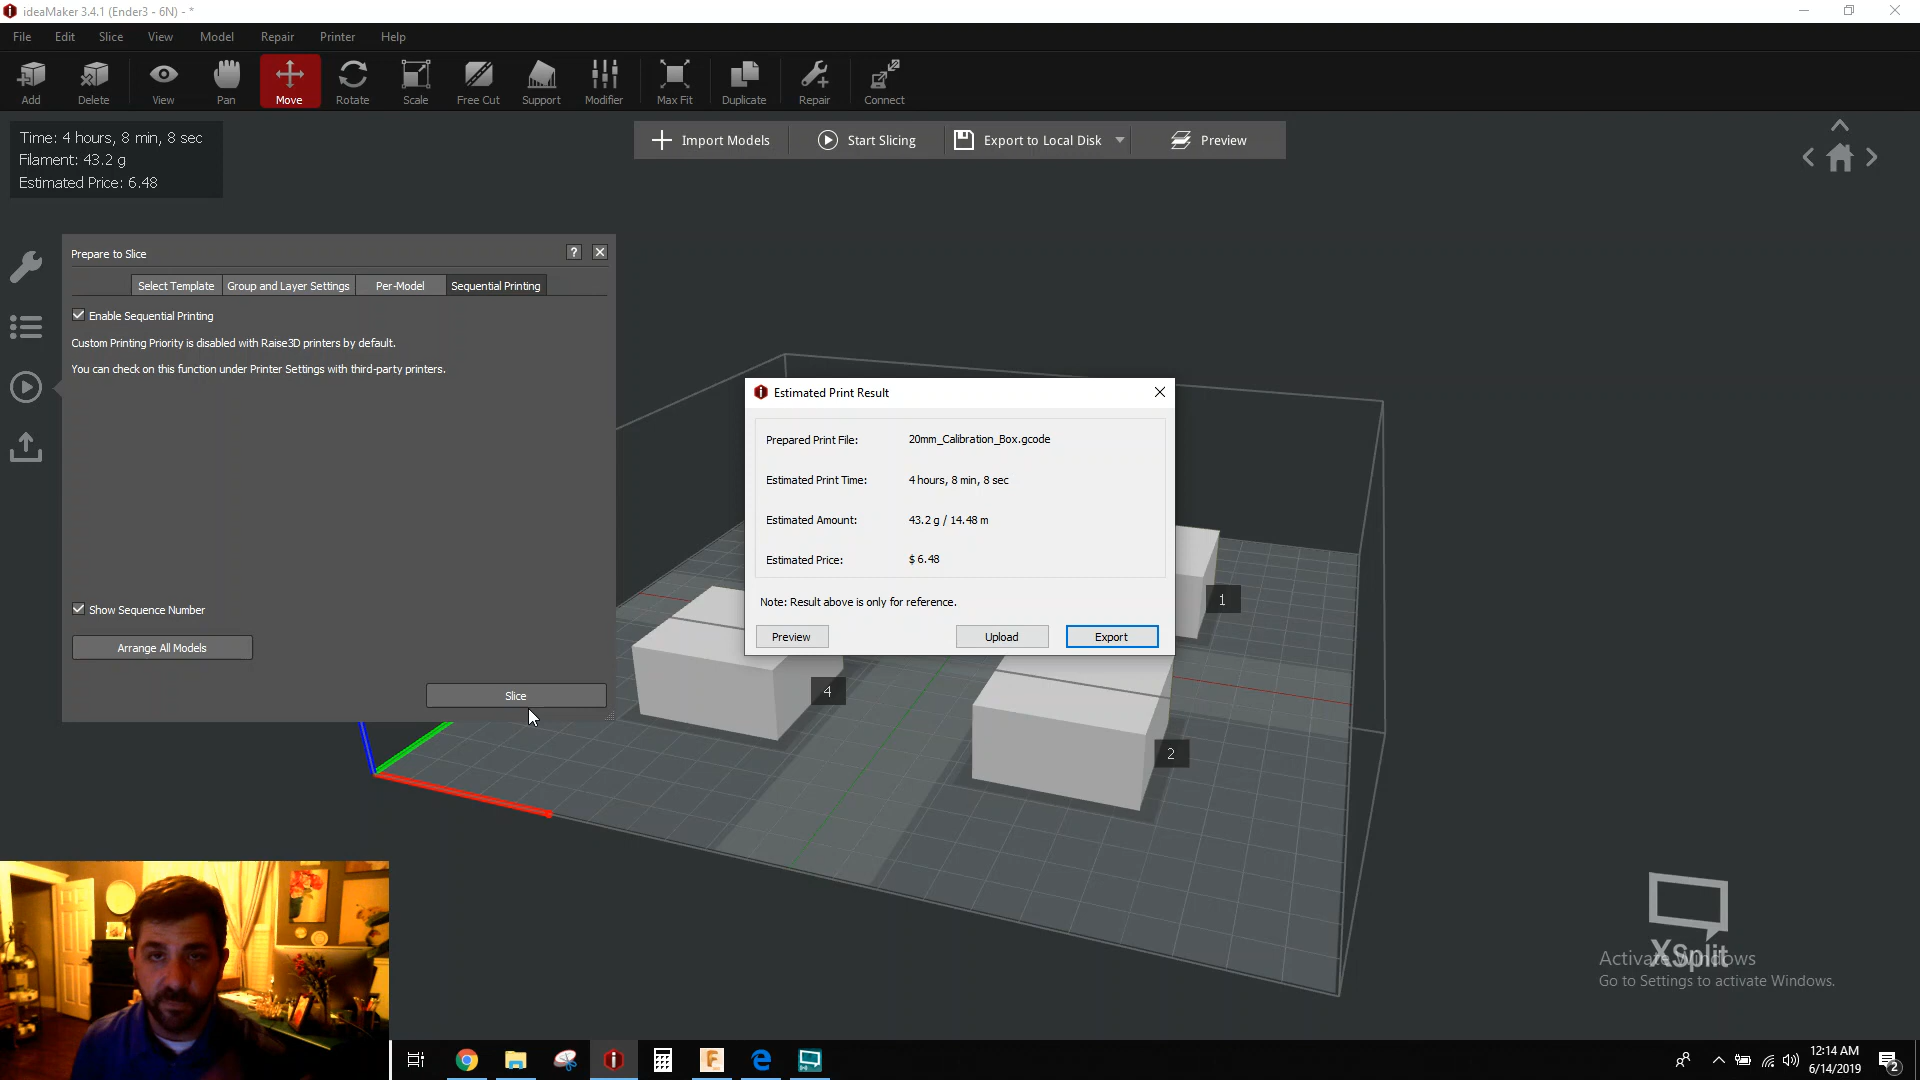 ideaMaker 3.4.1 (Ender3 - 6N) - *
File Edit Slice View Model Repair Printer Help
Add Delete View Pan Move Rotate Scale Free Cut Support Modifier Max Fit Duplicate Repair Connect
Time: 4 hours, 8 min, 8 sec
Filament: 43.2 g
Estimated Price: 6.48
Import Models Start Slicing Export to Local Disk Preview
Prepare to Slice ?
Select Template Group and Layer Settings Per-Model Sequential Printing
Enable Sequential Printing
Custom Printing Priority is disabled with Raise3D printers by default.
You can check on this function under Printer Settings with third-party printers.
Show Sequence Number
Arrange All Models
Slice
Estimated Print Result
Prepared Print File: 20mm_Calibration_Box.gcode
Estimated Print Time: 4 hours, 8 min, 8 sec
Estimated Amount: 43.2 g / 14.48 m
Estimated Price: $ 6.48
Note: Result above is only for reference.
Preview Upload Export
1
4
2
XSplit
Activate Windows
Go to Settings to activate Windows.
12:14 AM
6/14/2019
2